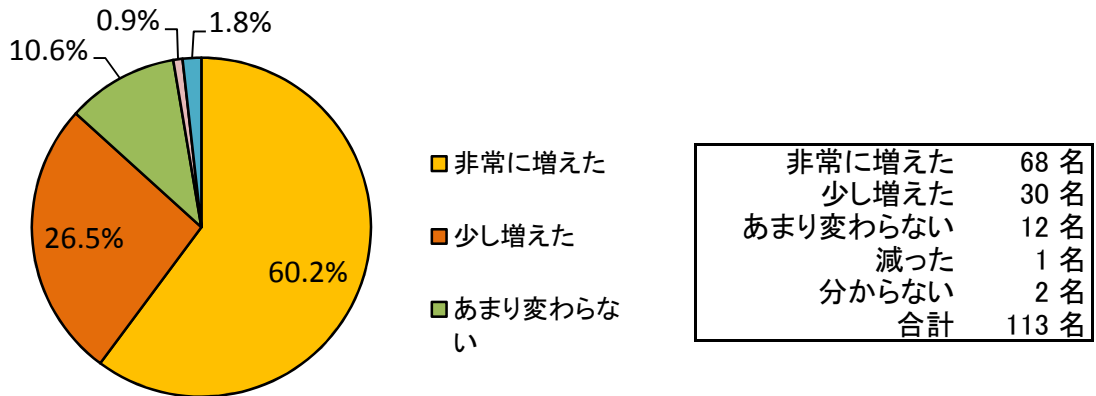 0.9%
1.8%
10.6%
26.5%
60.2%
非常に増えた
少し増えた
あまり変わらな
い
非常に増えた 68 名
少し増えた 30 名
あまり変わらない 12 名
減った 1 名
分からない 2 名
合計 113 名